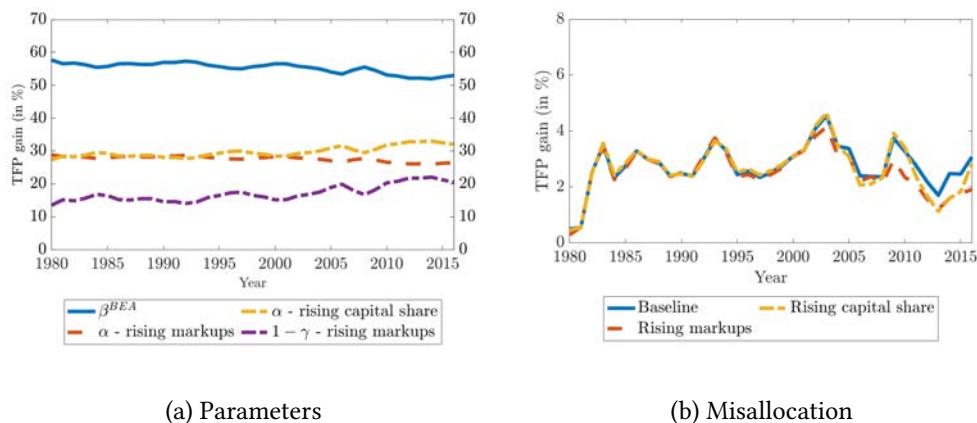 70
60
50
40
30
20
10
0
TFP gain (in %)
70
60
50
40
30
20
10
0
1980 1985 1990 1995 2000 2005 2010 2015
Year
β^BEA
α - rising capital share
α - rising markups
1 − γ - rising markups
(a) Parameters
8
6
4
2
0
TFP gain (in %)
1980 1985 1990 1995 2000 2005 2010 2015
Year
Baseline
Rising capital share
Rising markups
(b) Misallocation